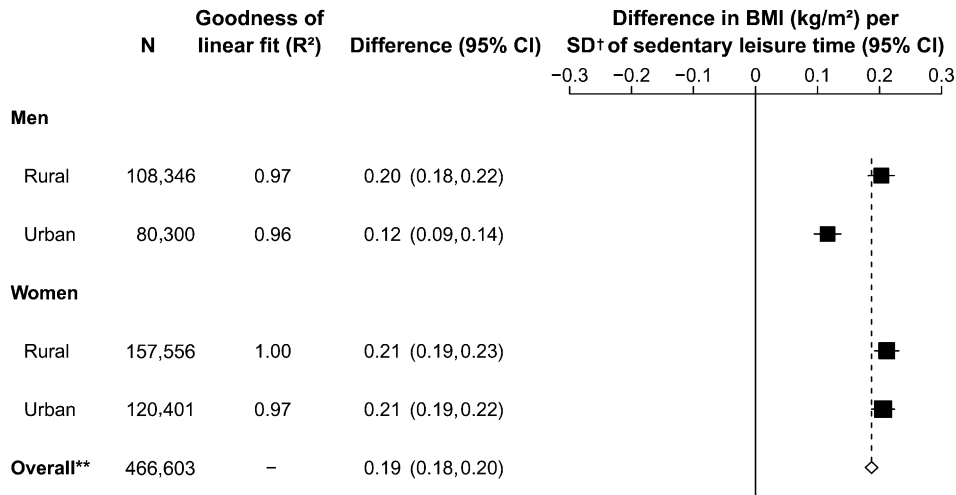 Goodness of Difference in BMI (kg/m²) per
N linear fit (R²) Difference (95% CI) SD† of sedentary leisure time (95% CI)
−0.3 −0.2 −0.1 0 0.1 0.2 0.3
Men
Rural 108,346 0.97 0.20 (0.18,0.22)
Urban 80,300 0.96 0.12 (0.09,0.14)
Women
Rural 157,556 1.00 0.21 (0.19,0.23)
Urban 120,401 0.97 0.21 (0.19,0.22)
Overall** 466,603 − 0.19 (0.18,0.20)